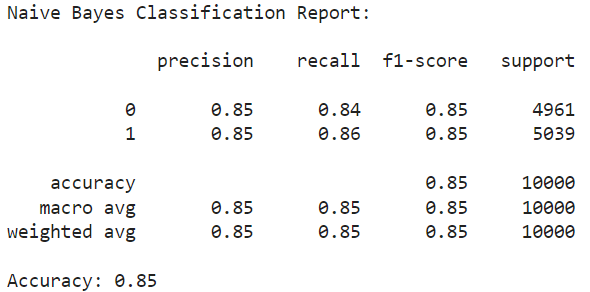 Naive Bayes Classification Report:
precision recall f1-score support
0 0.85 0.84 0.85 4961
1 0.85 0.86 0.85 5039
accuracy 0.85 10000
macro avg 0.85 0.85 0.85 10000
weighted avg 0.85 0.85 0.85 10000
Accuracy: 0.85